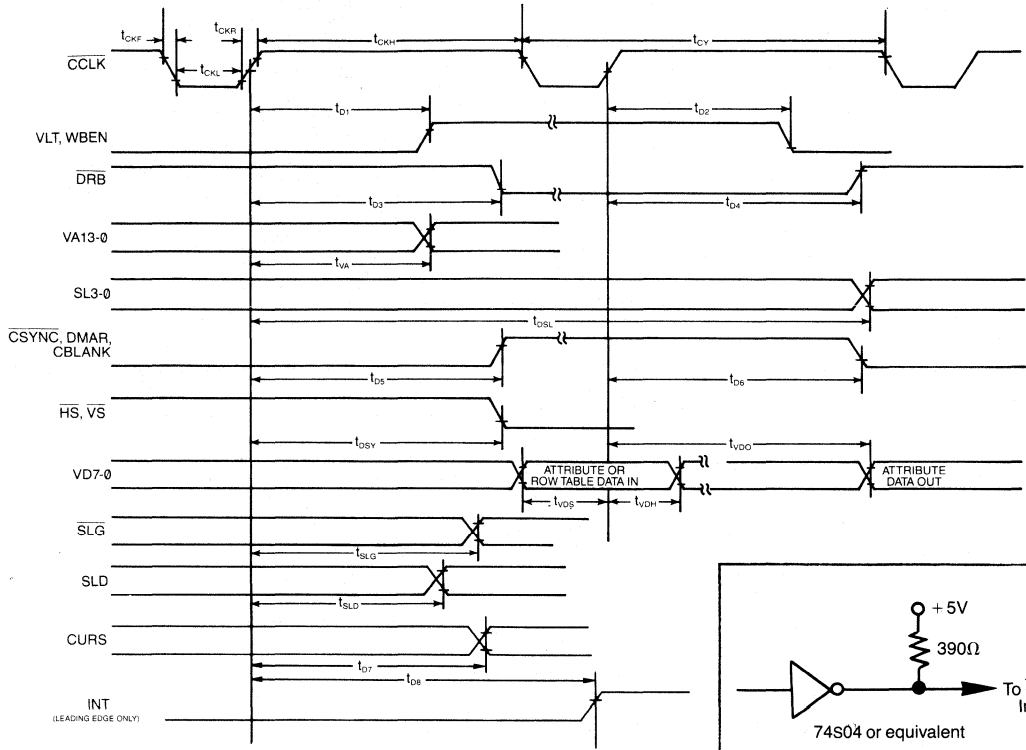 tCKF
tCKR
tCKL
tCKH
tCY
CCLK
tD1
tD2
VLT, WBEN
DRB
tD3
tD4
VA13-0
tVA
SL3-0
tDSL
CSYNC, DMAR,
CBLANK
tD5
tD6
HS, VS
tDSY
tVDO
VD7-0
ATTRIBUTE OR
ROW TABLE DATA IN
ATTRIBUTE
DATA OUT
tVDS
tVDH
SLG
tSLG
SLD
tSLD
CURS
tD7
tD8
INT
(LEADING EDGE ONLY)
+5V
390Ω
To
In
74S04 or equivalent